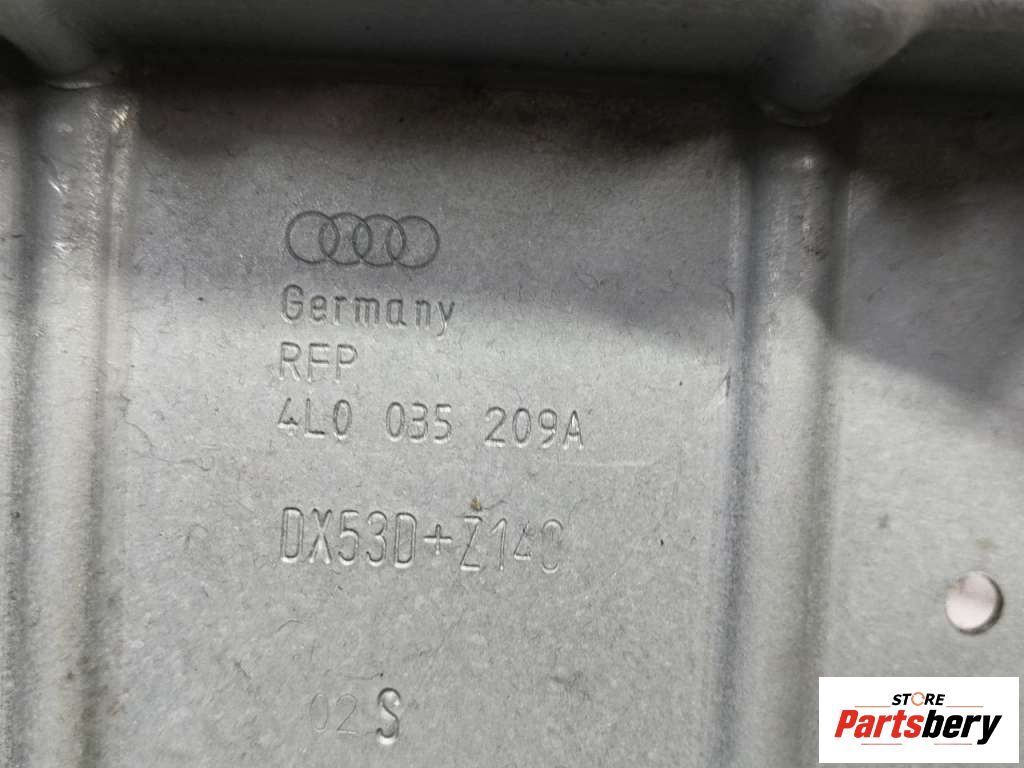 Germany
RFP
4L0 035 209A
DX53D+Z140
02 S
STORE
Partsbery